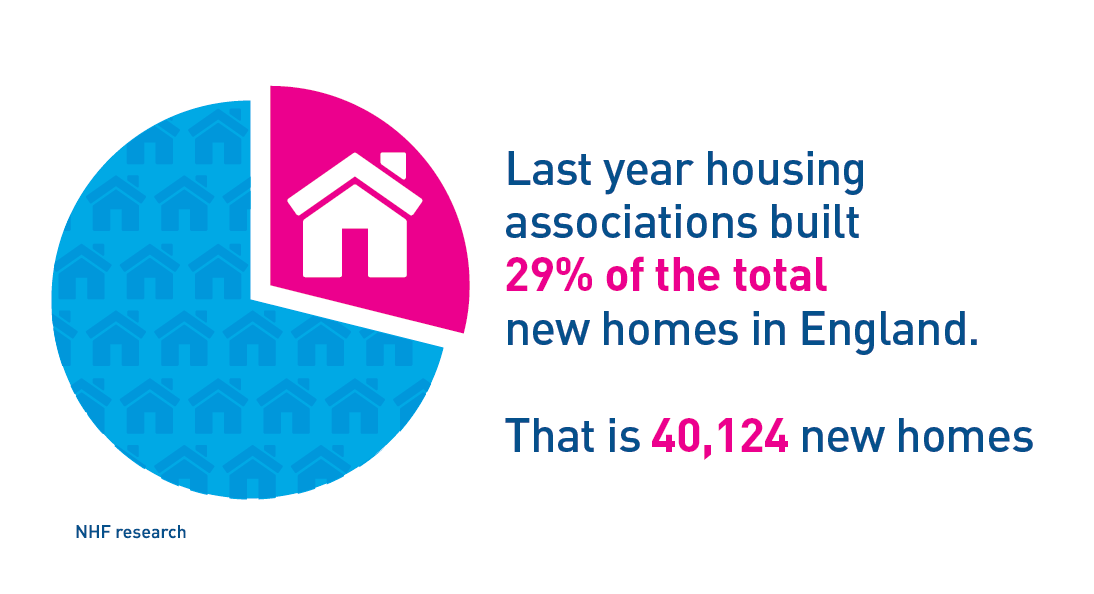 Last year housing
associations built
29% of the total
new homes in England.
That is 40,124 new homes
NHF research